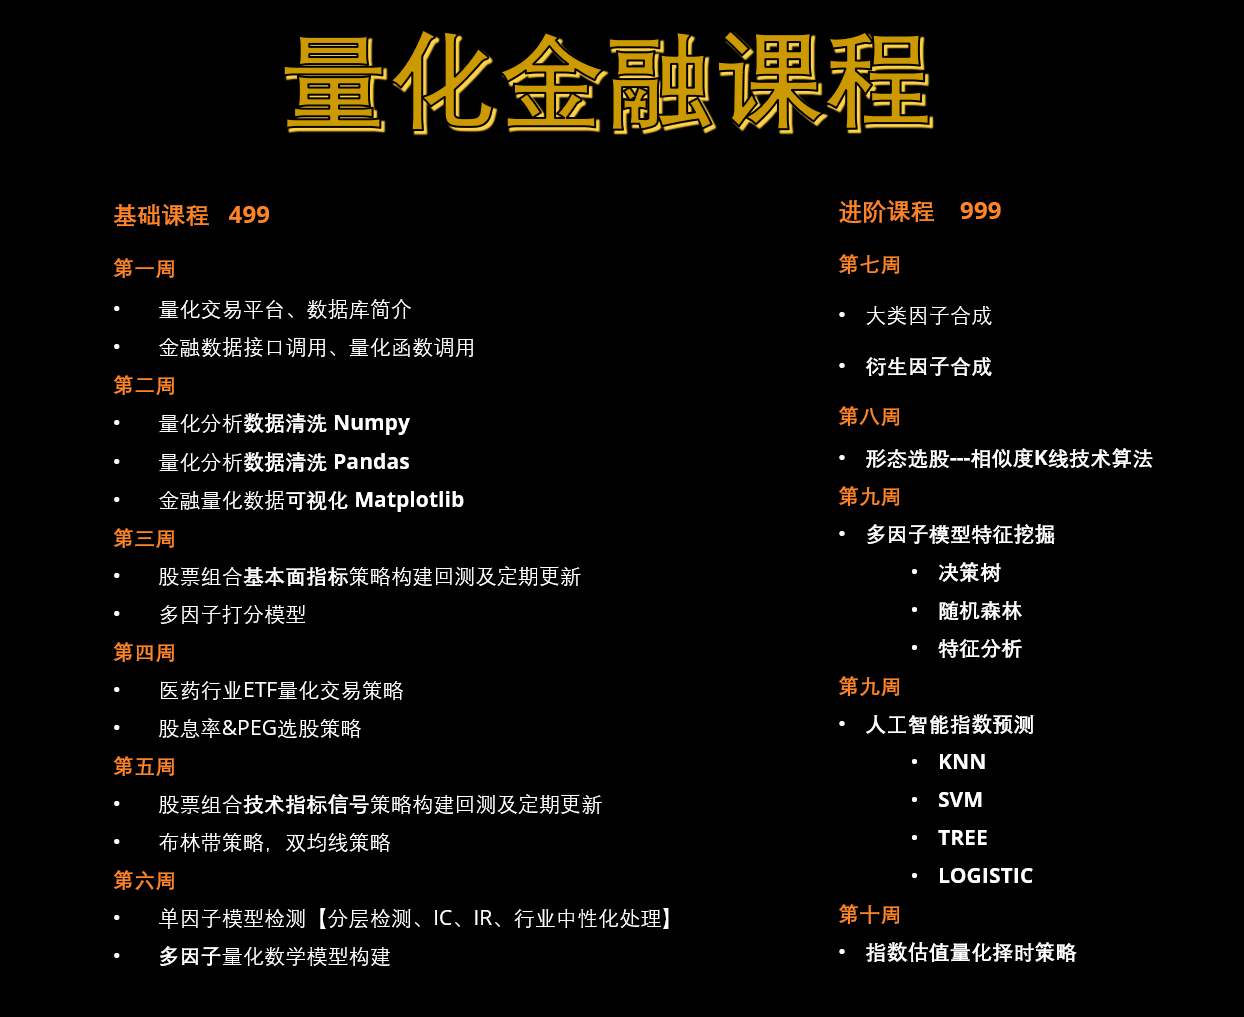 量化金融课程
基础课程 499
第一周
• 量化交易平台、数据库简介
• 金融数据接口调用、量化函数调用
第二周
• 量化分析数据清洗 Numpy
• 量化分析数据清洗 Pandas
• 金融量化数据可视化 Matplotlib
第三周
• 股票组合基本面指标策略构建回测及定期更新
• 多因子打分模型
第四周
• 医药行业ETF量化交易策略
• 股息率&PEG选股策略
第五周
• 股票组合技术指标信号策略构建回测及定期更新
• 布林带策略，双均线策略
第六周
• 单因子模型检测【分层检测、IC、IR、行业中性化处理】
• 多因子量化数学模型构建
进阶课程 999
第七周
• 大类因子合成
• 衍生因子合成
第八周
• 形态选股---相似度K线技术算法
第九周
• 多因子模型特征挖掘
• 决策树
• 随机森林
• 特征分析
第九周
• 人工智能指数预测
• KNN
• SVM
• TREE
• LOGISTIC
第十周
• 指数估值量化择时策略